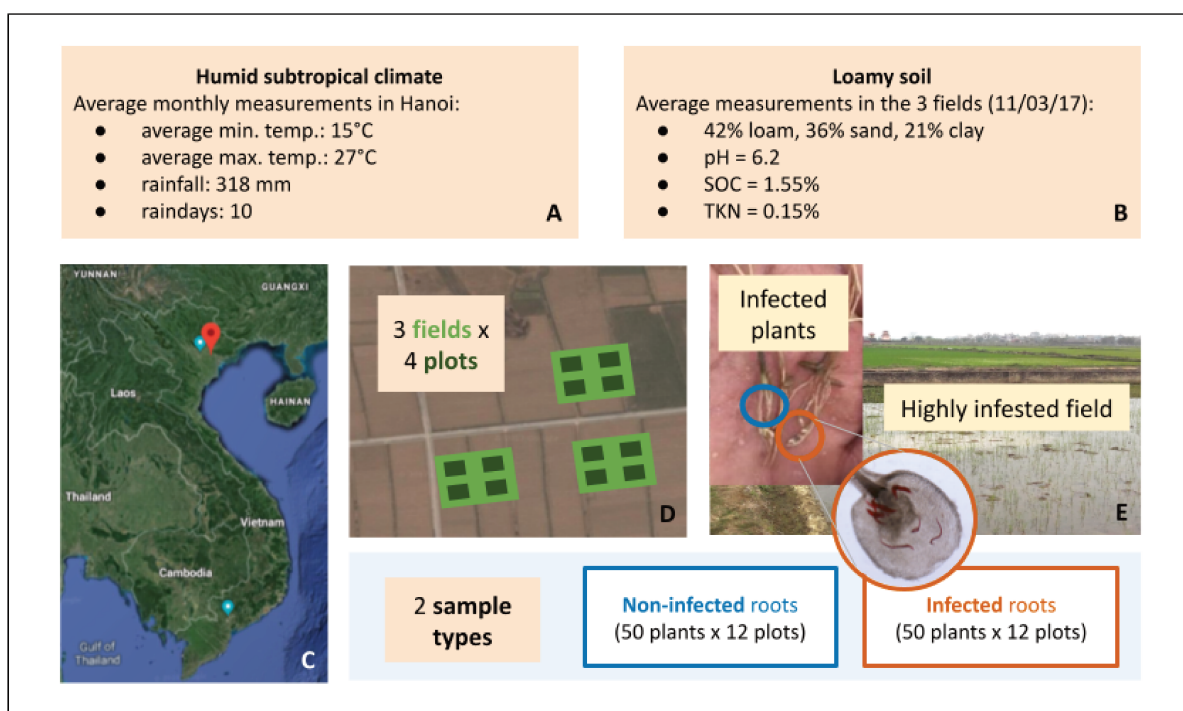 Humid subtropical climate
Average monthly measurements in Hanoi:
● average min. temp.: 15°C
● average max. temp.: 27°C
● rainfall: 318 mm
● raindays: 10
A
Loamy soil
Average measurements in the 3 fields (11/03/17):
● 42% loam, 36% sand, 21% clay
● pH = 6.2
● SOC = 1.55%
● TKN = 0.15%
B
YUNNAN
GUANGXI
Laos
HAINAN
Thailand
Vietnam
Cambodia
Gulf of
Thailand
C
3 fields x
4 plots
D
Infected
plants
Highly infested field
E
2 sample
types
Non-infected roots
(50 plants x 12 plots)
Infected roots
(50 plants x 12 plots)